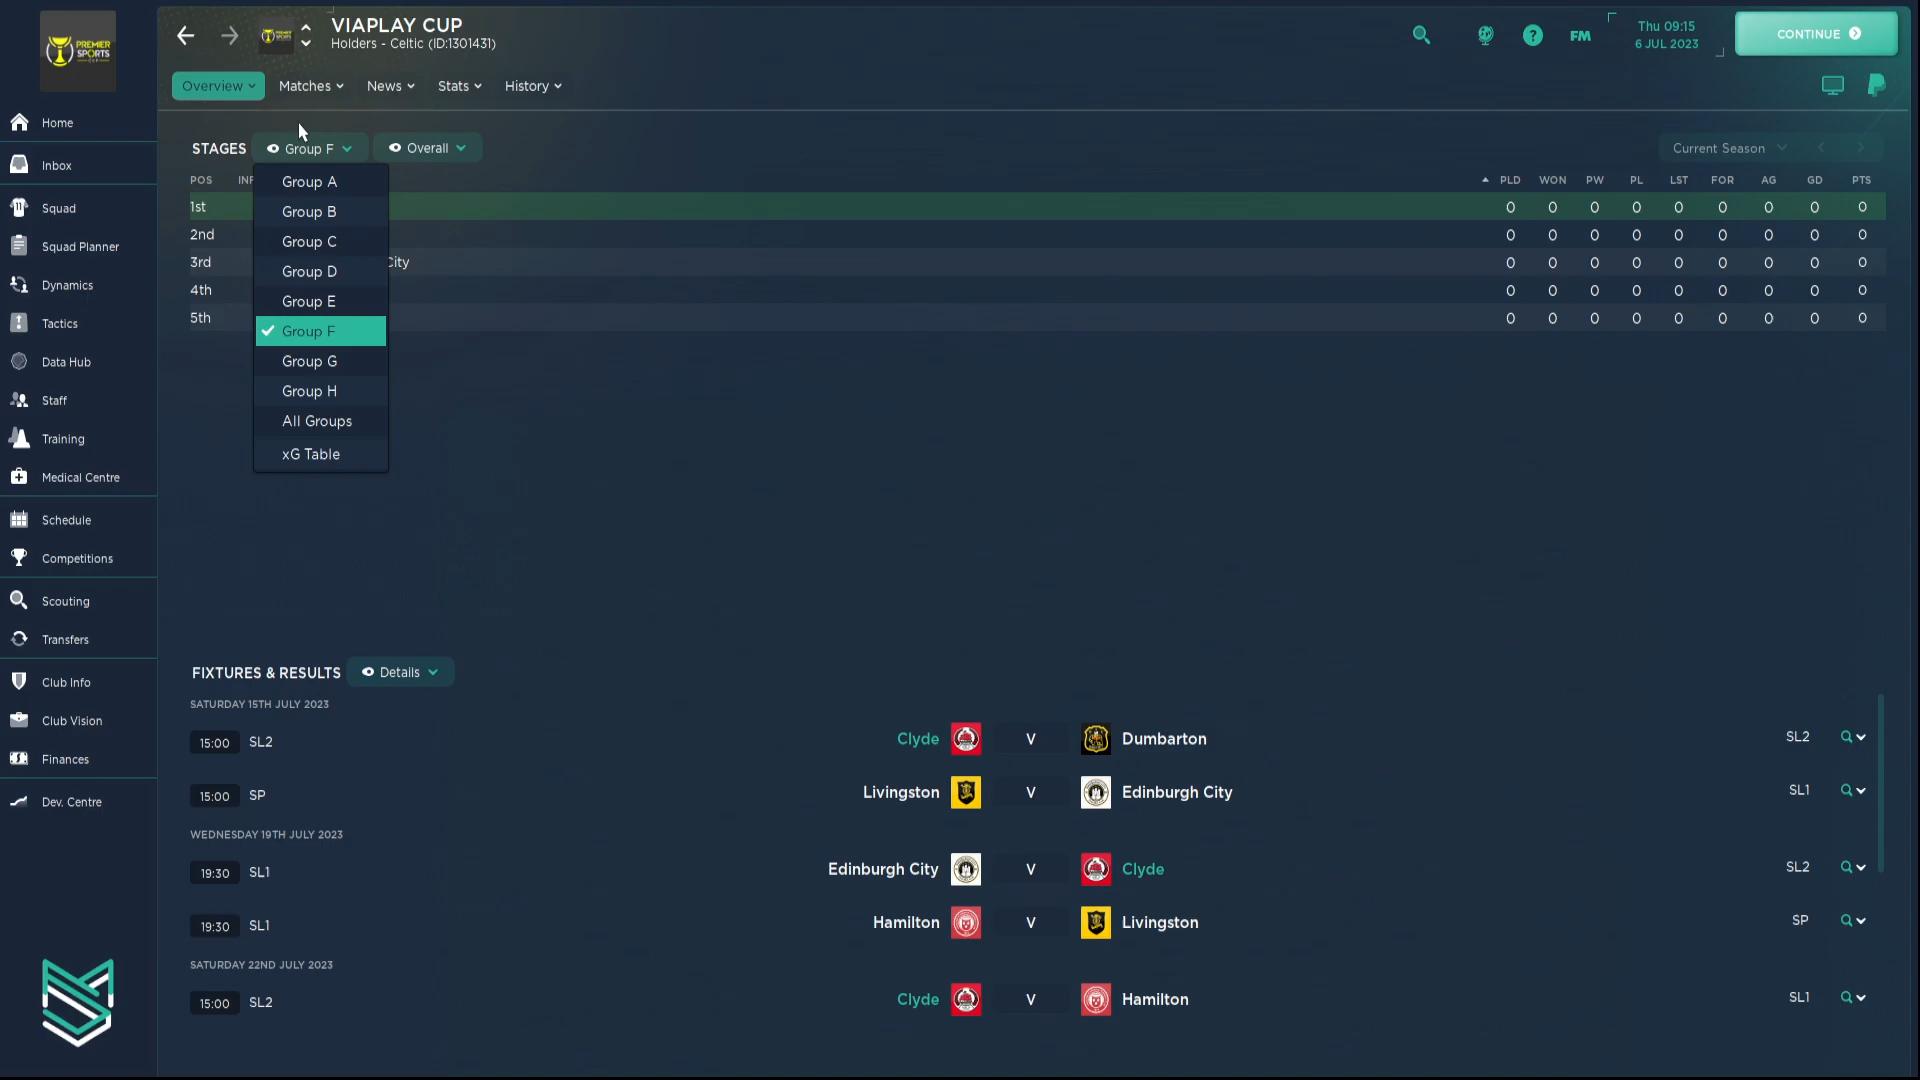 PREMIER
SPORTS
CUP
VIAPLAY CUP
Holders - Celtic (ID:1301431)
FM
Thu 09:15
6 JUL 2023
CONTINUE
Overview
Matches
News
Stats
History
Home
Inbox
Squad
Squad Planner
Dynamics
Tactics
Data Hub
Staff
Training
Medical Centre
Schedule
Competitions
Scouting
Transfers
Club Info
Club Vision
Finances
Dev. Centre
STAGES Group F Overall
Current Season
POS INF PLD WON PW PL LST FOR AG GD PTS
1st 0 0 0 0 0 0 0 0 0
2nd 0 0 0 0 0 0 0 0 0
3rd City 0 0 0 0 0 0 0 0 0
4th 0 0 0 0 0 0 0 0 0
5th 0 0 0 0 0 0 0 0 0
Group A
Group B
Group C
Group D
Group E
Group F
Group G
Group H
All Groups
xG Table
FIXTURES & RESULTS Details
SATURDAY 15TH JULY 2023
15:00 SL2 Clyde V Dumbarton SL2
15:00 SP Livingston V Edinburgh City SL1
WEDNESDAY 19TH JULY 2023
19:30 SL1 Edinburgh City V Clyde SL2
19:30 SL1 Hamilton V Livingston SP
SATURDAY 22ND JULY 2023
15:00 SL2 Clyde V Hamilton SL1